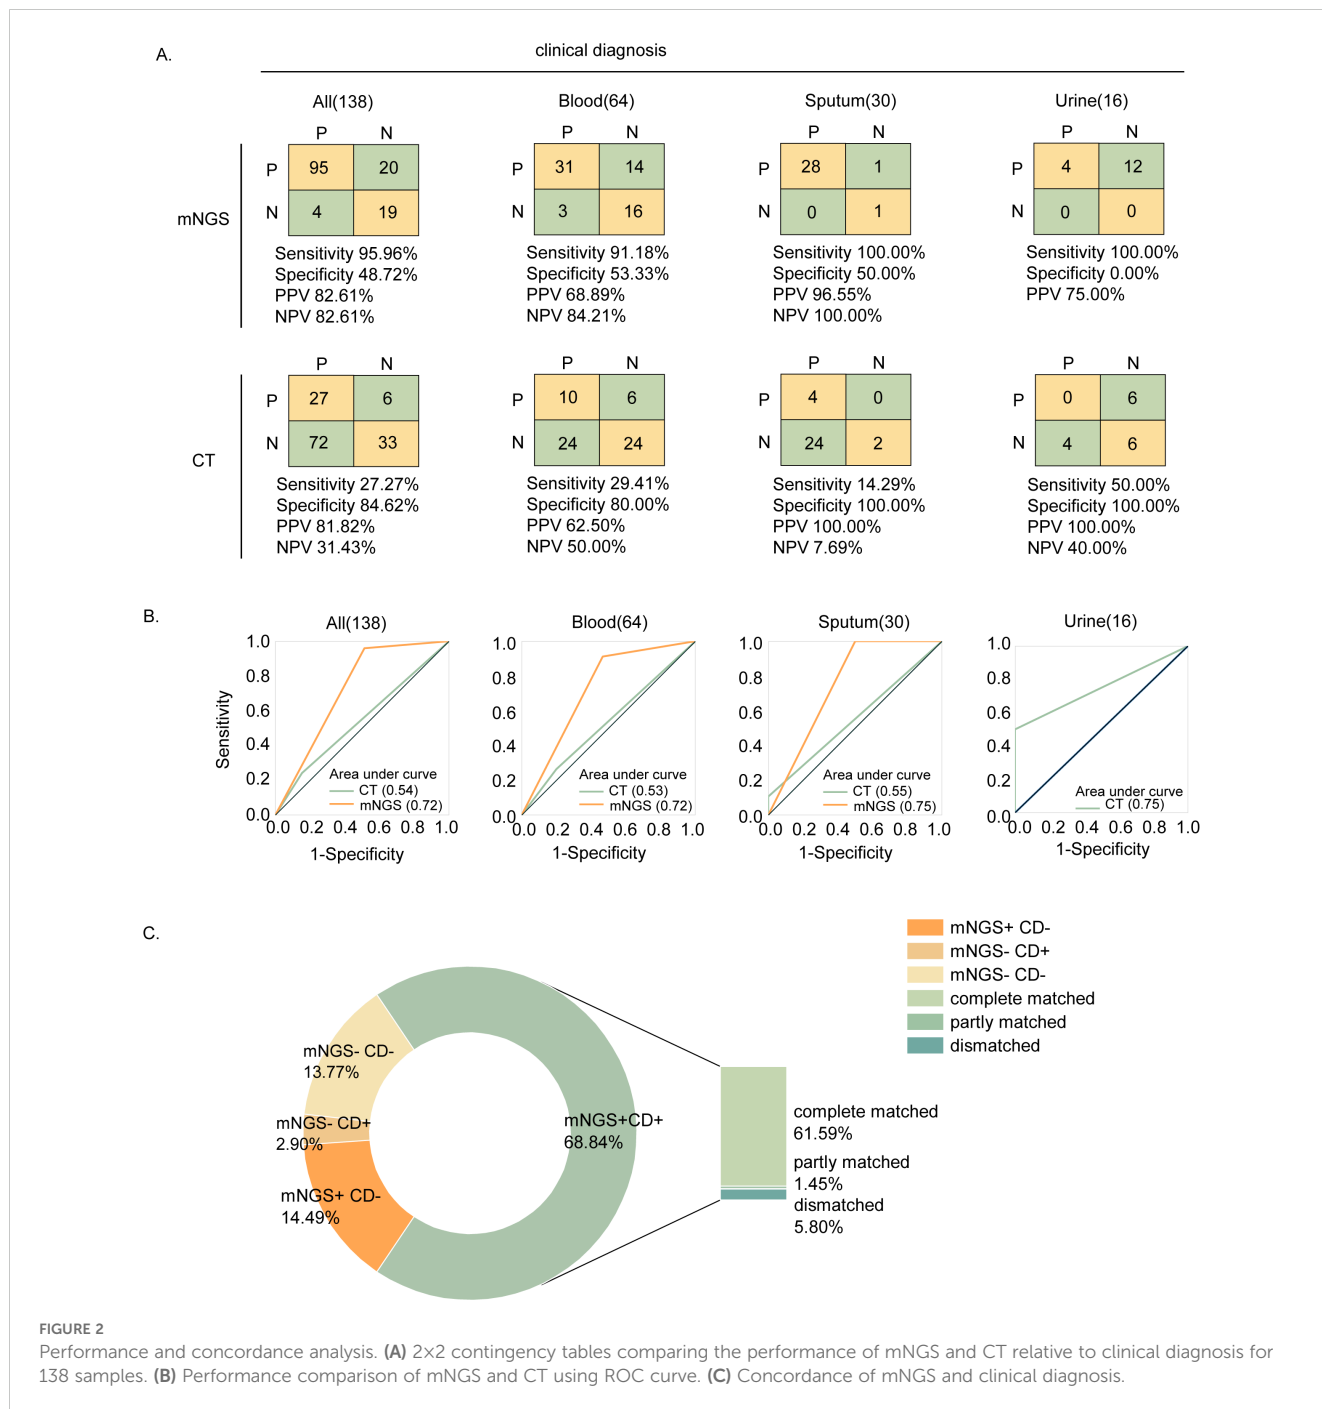 A.
clinical diagnosis
All(138) Blood(64) Sputum(30) Urine(16)
P N P N P N P N
mNGS
P 95 20 P 31 14 P 28 1 P 4 12
N 4 19 N 3 16 N 0 1 N 0 0
Sensitivity 95.96% Sensitivity 91.18% Sensitivity 100.00% Sensitivity 100.00%
Specificity 48.72% Specificity 53.33% Specificity 50.00% Specificity 0.00%
PPV 82.61% PPV 68.89% PPV 96.55% PPV 75.00%
NPV 82.61% NPV 84.21% NPV 100.00%
P N P N P N P N
CT
P 27 6 P 10 6 P 4 0 P 0 6
N 72 33 N 24 24 N 24 2 N 4 6
Sensitivity 27.27% Sensitivity 29.41% Sensitivity 14.29% Sensitivity 50.00%
Specificity 84.62% Specificity 80.00% Specificity 100.00% Specificity 100.00%
PPV 81.82% PPV 62.50% PPV 100.00% PPV 100.00%
NPV 31.43% NPV 50.00% NPV 7.69% NPV 40.00%
B.
All(138) Blood(64) Sputum(30) Urine(16)
Sensitivity
1.0 1.0 1.0 1.0
0.8 0.8 0.8 0.8
0.6 0.6 0.6 0.6
0.4 0.4 0.4 0.4
0.2 0.2 0.2 0.2
0.0 0.0 0.0 0.0
Area under curve Area under curve Area under curve Area under curve
CT (0.54) CT (0.53) CT (0.55) CT (0.75)
mNGS (0.72) mNGS (0.72) mNGS (0.75)
0.0 0.2 0.4 0.6 0.8 1.0 0.0 0.2 0.4 0.6 0.8 1.0 0.0 0.2 0.4 0.6 0.8 1.0 0.0 0.2 0.4 0.6 0.8 1.0
1-Specificity 1-Specificity 1-Specificity 1-Specificity
C.
mNGS+ CD-
mNGS- CD+
mNGS- CD-
complete matched
partly matched
dismatched
mNGS- CD-
13.77%
mNGS- CD+
2.90%
mNGS+ CD-
14.49%
mNGS+CD+
68.84%
complete matched
61.59%
partly matched
1.45%
dismatched
5.80%
FIGURE 2
Performance and concordance analysis. (A) 2×2 contingency tables comparing the performance of mNGS and CT relative to clinical diagnosis for
138 samples. (B) Performance comparison of mNGS and CT using ROC curve. (C) Concordance of mNGS and clinical diagnosis.